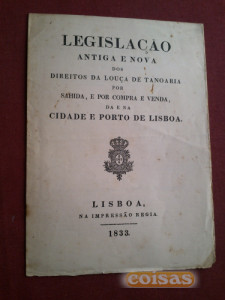 LEGISLAÇÃO
ANTIGA E NOVA
DOS
DIREITOS DA LOUÇA DE TANOARIA
POR
SAHIDA, E POR COMPRA E VENDA,
DA E NA
CIDADE E PORTO DE LISBOA.
LISBOA,
NA IMPRESSÃO REGIA.
1833.
coisas